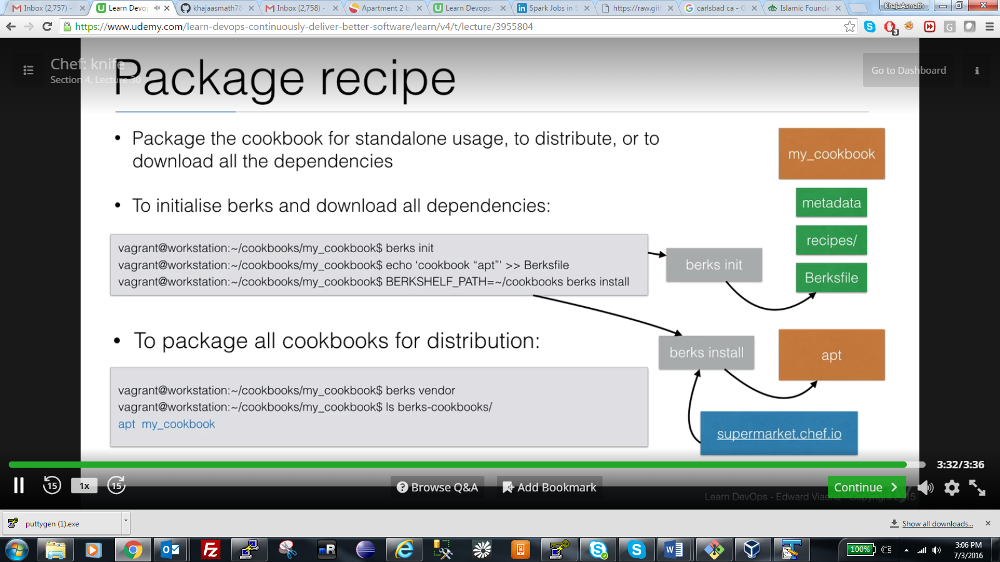 Inbox (2,757) -
Learn Devop
khajaasmath78
Inbox (2,758) -
Apartment 2 b
Learn Devops:
Spark Jobs in S
https://raw.git
carlsbad ca - G
Islamic Founda
KhajaAsmath
https://www.udemy.com/learn-devops-continuously-deliver-better-software/learn/v4/t/lecture/3955804
3
G
Chef: knife
Section 4, Lecture 30
Go to Dashboard
i
Package recipe
• Package the cookbook for standalone usage, to distribute, or to
download all the dependencies
• To initialise berks and download all dependencies:
vagrant@workstation:~/cookbooks/my_cookbook$ berks init
vagrant@workstation:~/cookbooks/my_cookbook$ echo ‘cookbook “apt”’ >> Berksfile
vagrant@workstation:~/cookbooks/my_cookbook$ BERKSHELF_PATH=~/cookbooks berks install
• To package all cookbooks for distribution:
vagrant@workstation:~/cookbooks/my_cookbook$ berks vendor
vagrant@workstation:~/cookbooks/my_cookbook$ ls berks-cookbooks/
apt my_cookbook
my_cookbook
metadata
recipes/
Berksfile
berks init
berks install
apt
supermarket.chef.io
3:32/3:36
15
1x
15
Browse Q&A
Add Bookmark
Continue
Learn DevOps - Edward Viaene - Copyright 2015
puttygen (1).exe
Show all downloads...
Fz
mR
100%
3:06 PM
7/3/2016